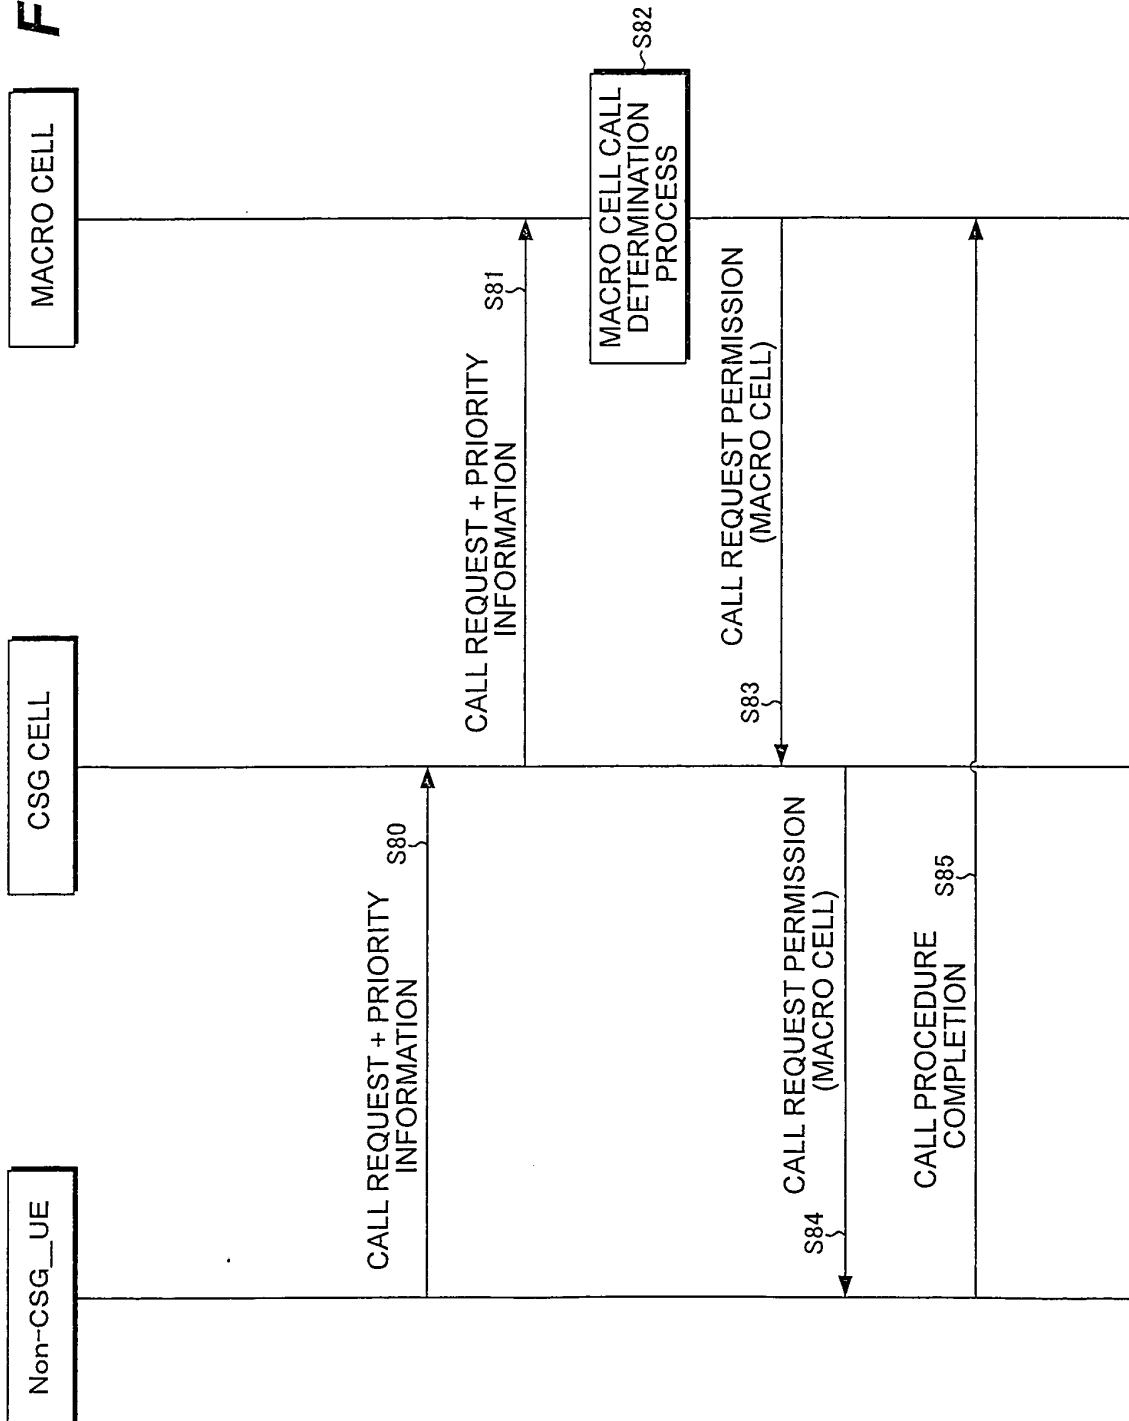 F
Non-CSG__UE
CSG CELL
MACRO CELL
CALL REQUEST + PRIORITY
INFORMATION
S80
CALL REQUEST + PRIORITY
INFORMATION
S81
MACRO CELL CALL
DETERMINATION
PROCESS
S82
CALL REQUEST PERMISSION
(MACRO CELL)
S83
CALL REQUEST PERMISSION
(MACRO CELL)
S84
CALL PROCEDURE
COMPLETION
S85